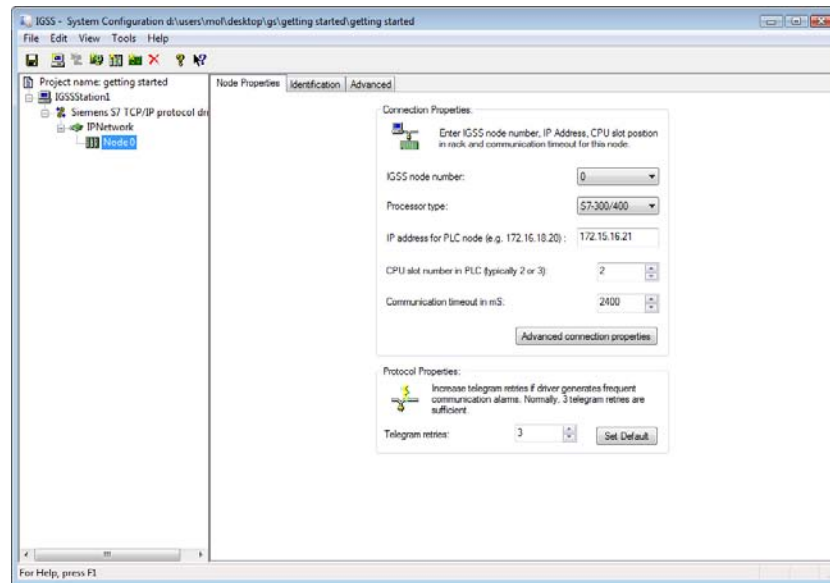 IGSS - System Configuration d:\users\mol\desktop\gs\getting started\getting started
File Edit View Tools Help
Project name: getting started
IGSSStation1
Siemens S7 TCP/IP protocol dri
IPNetwork
Node 0
Node Properties Identification Advanced
Connection Properties:
Enter IGSS node number, IP Address, CPU slot postion
in rack and communication timeout for this node.
IGSS node number: 0
Processor type: S7-300/400
IP address for PLC node (e.g. 172.16.18.20) : 172.15.16.21
CPU slot number in PLC (typically 2 or 3): 2
Communication timeout in mS: 2400
Advanced connection properties
Protocol Properties:
Increase telegram retries if driver generates frequent
communication alarms. Normally, 3 telegram retries are
sufficient.
Telegram retries: 3 Set Default
For Help, press F1